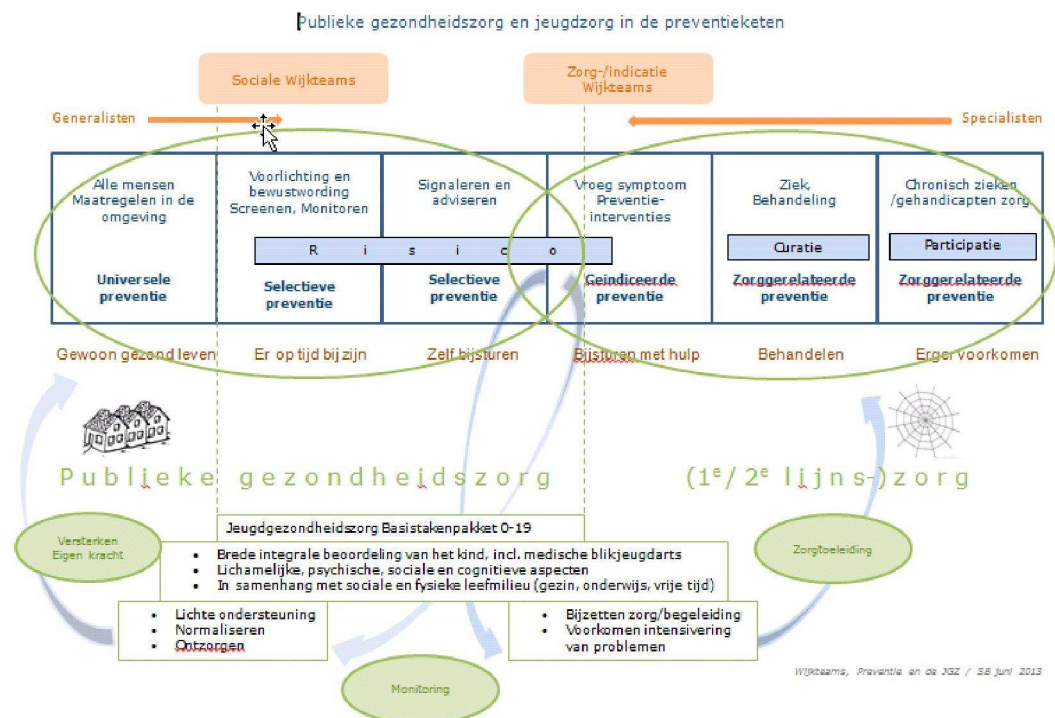 Publieke gezondheidszorg en jeugdzorg in de preventieketen
Sociale Wijkteams
Zorg-/indicatie
Wijkteams
Generalisten
Specialisten
Alle mensen
Maatregelen in de
omgeving
Universele
preventie
Voorlichting en
bewustwording
Screenen, Monitoren
Selectieve
preventie
Signaleren en
adviseren
Selectieve
preventie
Vroeg symptoom
Preventie-
interventies
Geindiceerde
preventie
Ziek,
Behandeling
Curatie
Zorggerelateerde
preventie
Chronisch zieken
/gehandicapten zorg
Participatie
Zorggerelateerde
preventie
R i s i c o
Gewoon gezond leven
Er op tijd bij zijn
Zelf bijsturen
Bijsturen met hulp
Behandelen
Erger voorkomen
Publieke gezondheidszorg
(1e/2e lijns-)zorg
Jeugdgezondheidszorg Basistakenpakket 0-19
Versterken
Eigen kracht
• Brede integrale beoordeling van het kind, incl. medische blikjeugdarts
• Lichamelijke, psychische, sociale en cognitieve aspecten
• In samenhang met sociale en fysieke leefmilieu (gezin, onderwijs, vrije tijd)
Zorgtoeleiding
• Lichte ondersteuning
• Normaliseren
• Ontzorgen
• Bijzetten zorg/begeleiding
• Voorkomen intensivering
van problemen
Monitoring
Wijkteams, Preventie en de JGZ / SB juni 2013